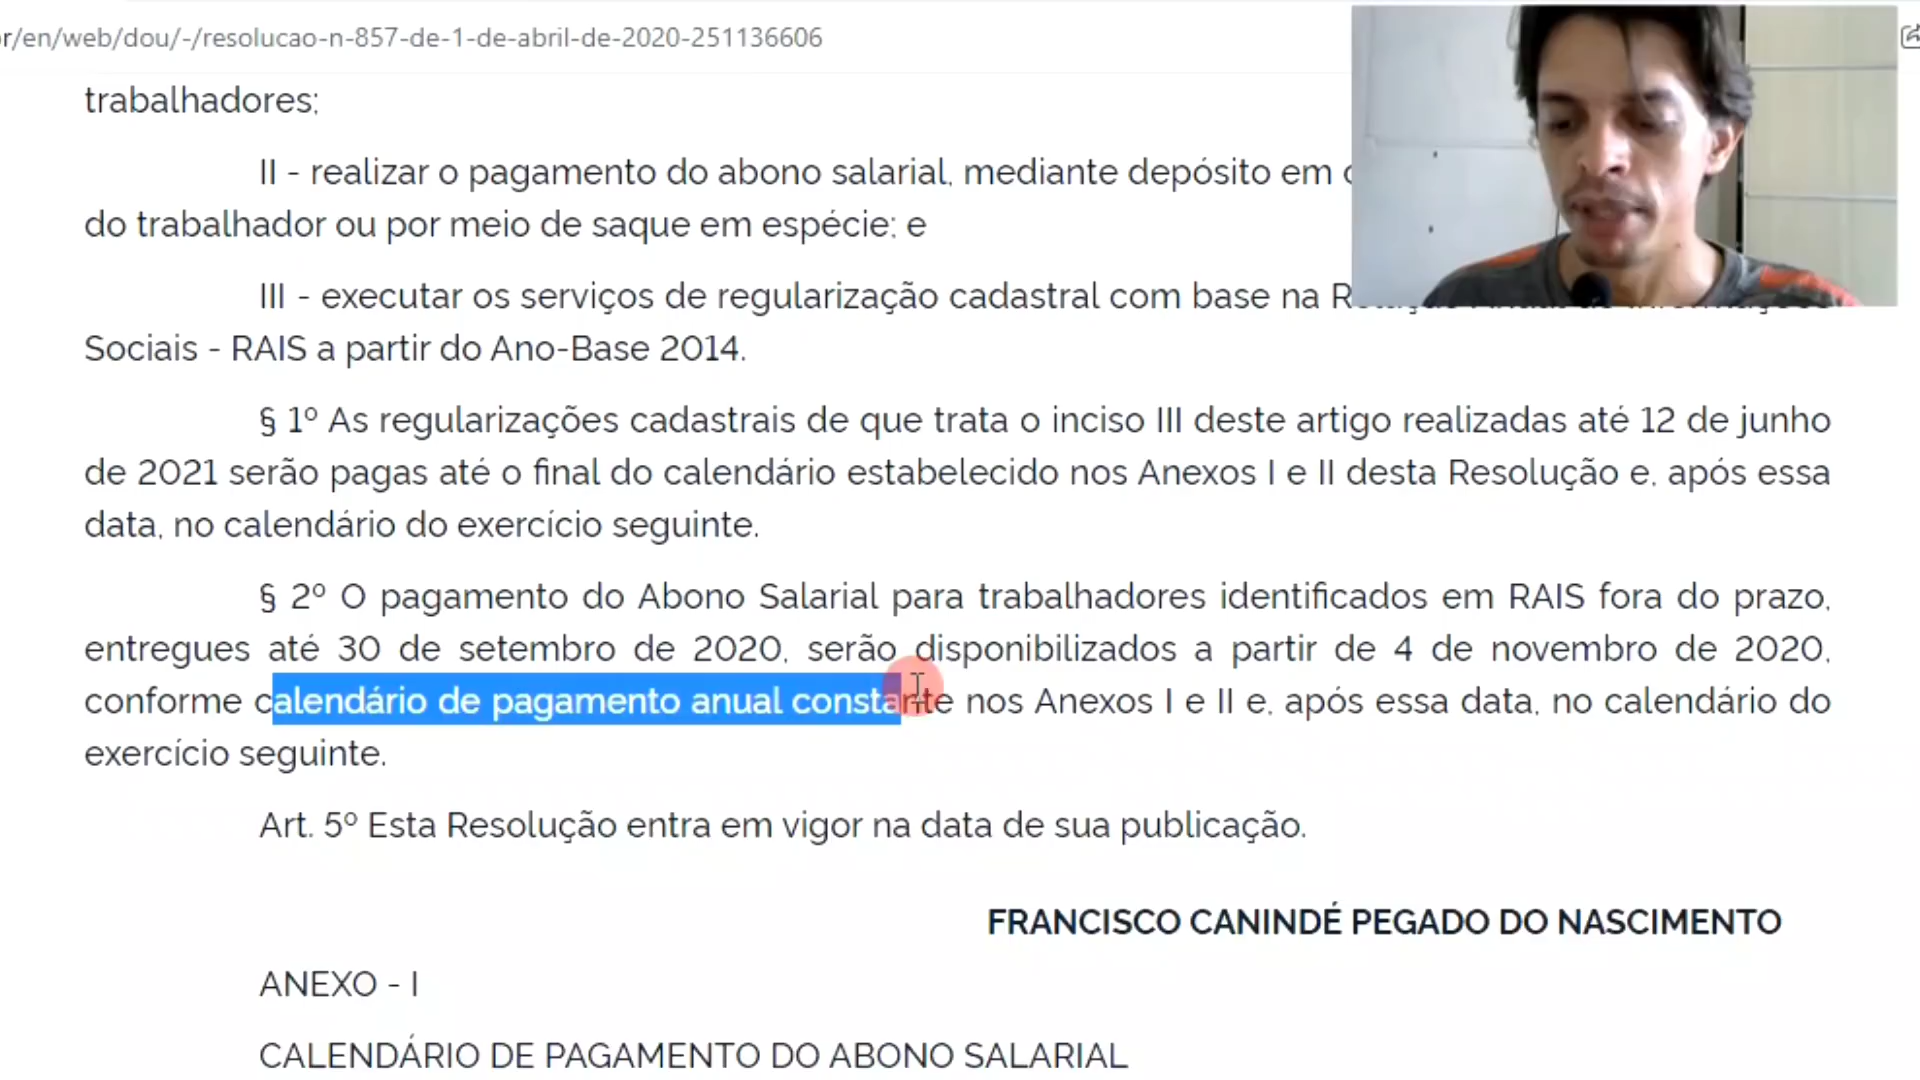 r/en/web/dou/-/resolucao-n-857-de-1-de-abril-de-2020-251136606
trabalhadores;
II - realizar o pagamento do abono salarial, mediante depósito em
do trabalhador ou por meio de saque em espécie; e
III - executar os serviços de regularização cadastral com base na
Sociais - RAIS a partir do Ano-Base 2014.
§ 1º As regularizações cadastrais de que trata o inciso III deste artigo realizadas até 12 de junho
de 2021 serão pagas até o final do calendário estabelecido nos Anexos I e II desta Resolução e, após essa
data, no calendário do exercício seguinte.
§ 2º O pagamento do Abono Salarial para trabalhadores identificados em RAIS fora do prazo,
entregues até 30 de setembro de 2020, serão disponibilizados a partir de 4 de novembro de 2020,
conforme calendário de pagamento anual constante nos Anexos I e II e, após essa data, no calendário do
exercício seguinte.
Art. 5º Esta Resolução entra em vigor na data de sua publicação.
FRANCISCO CANINDÉ PEGADO DO NASCIMENTO
ANEXO - I
CALENDÁRIO DE PAGAMENTO DO ABONO SALARIAL